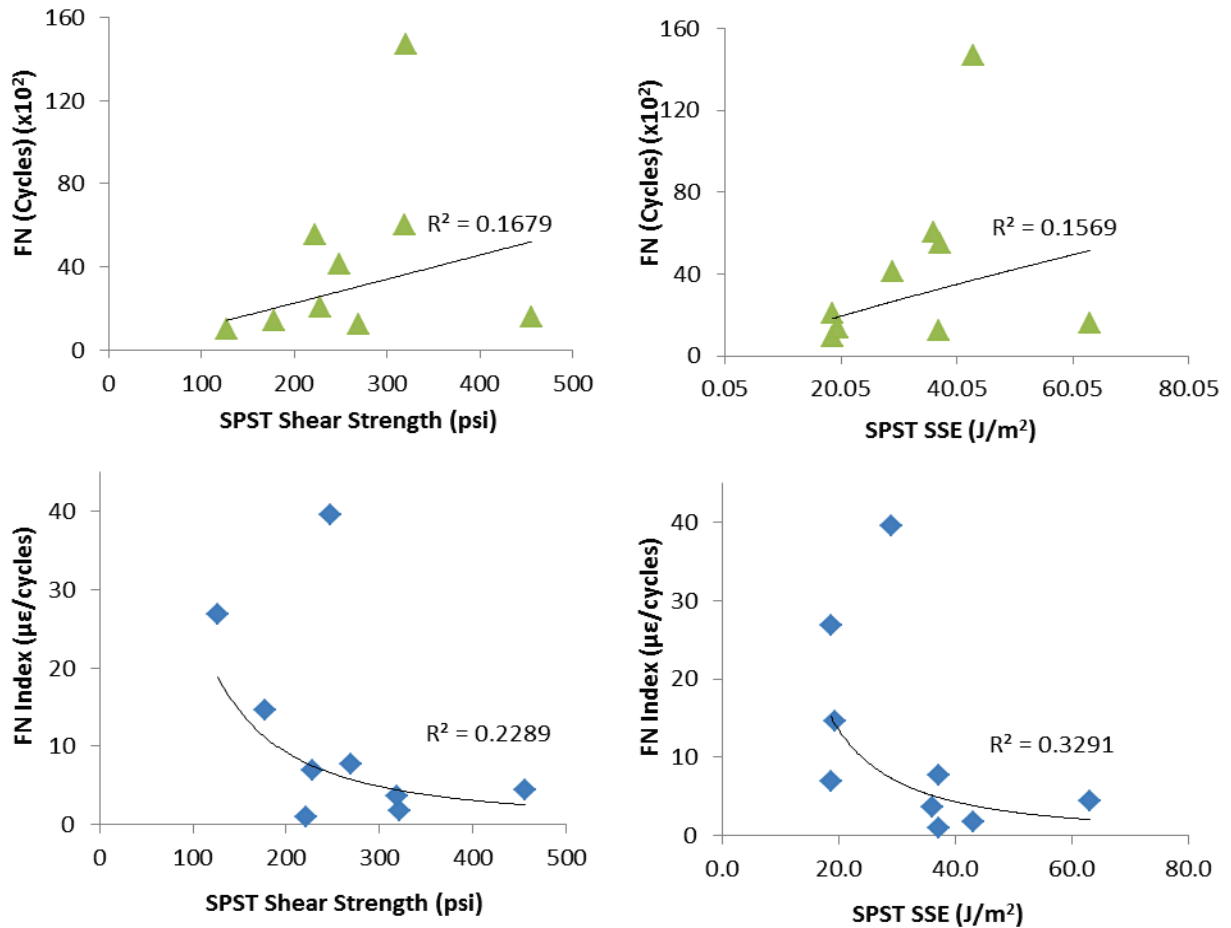 FN (Cycles) (x10²)
160
120
80
40
0
R² = 0.1679
0 100 200 300 400 500
SPST Shear Strength (psi)
FN (Cycles) (x10²)
160
120
80
40
0
R² = 0.1569
0.05 20.05 40.05 60.05 80.05
SPST SSE (J/m²)
FN Index (με/cycles)
40
30
20
10
0
R² = 0.2289
0 100 200 300 400 500
SPST Shear Strength (psi)
FN Index (με/cycles)
40
30
20
10
0
R² = 0.3291
0.0 20.0 40.0 60.0 80.0
SPST SSE (J/m²)